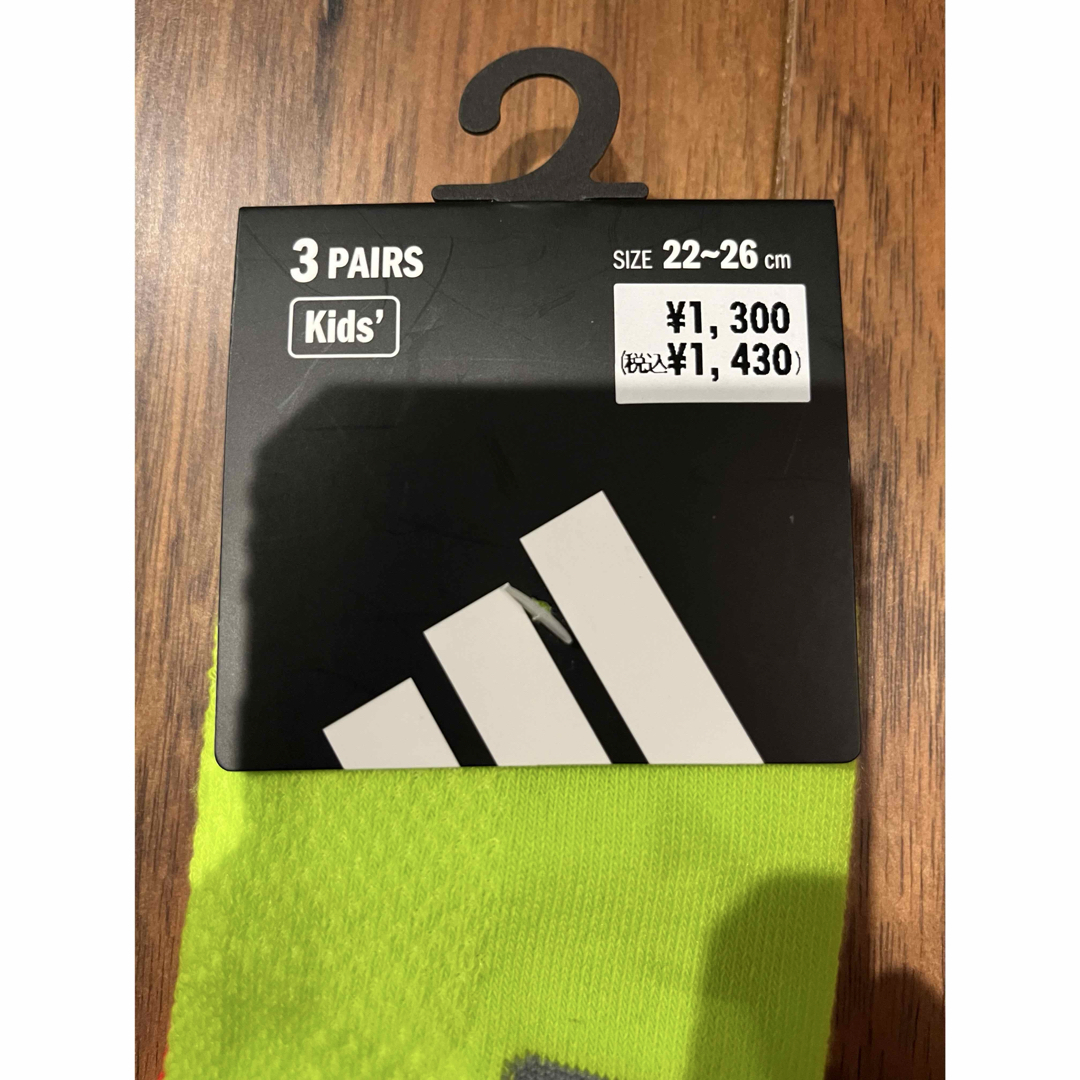 3 PAIRS
Kids’
SIZE 22~26 cm
¥1, 300
(税込¥1, 430)